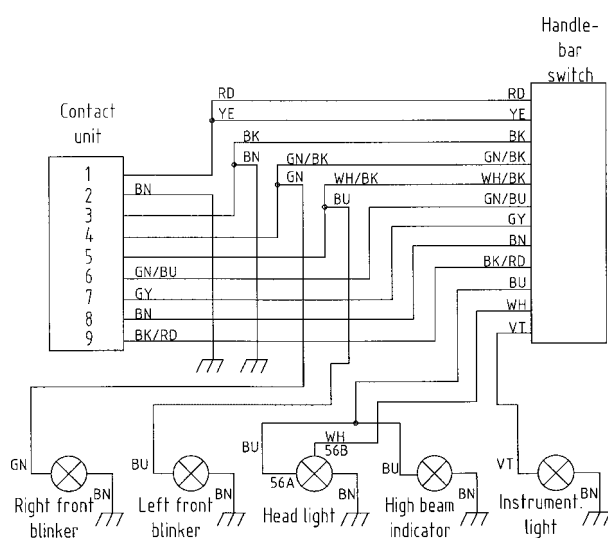 Handle-
bar
switch
Contact
unit
RD RD
YE YE
BK BK
BN GN/BK GN/BK
GN WH/BK WH/BK
BU GN/BU
GY
BN
BK/RD
BU
WH
VT
1
2 BN
3
4
5
6 GN/BU
7 GY
8 BN
9 BK/RD
GN BN
Right front
blinker
BU BN
Left front
blinker
BU WH
56B
56A BN
Head light
BU BN
High beam
indicator
VT BN
Instrument.
light